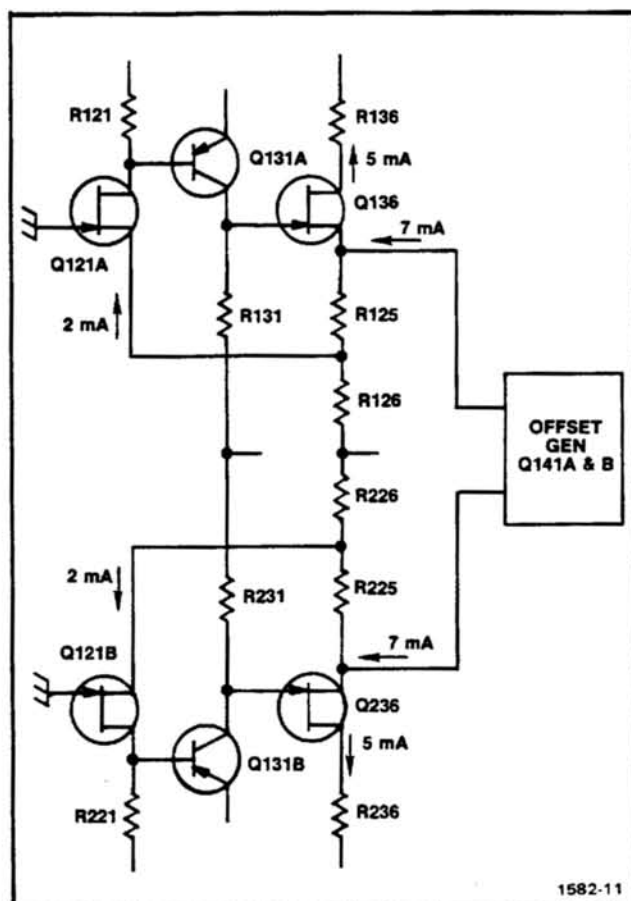 R121
R136
Q131A
5 mA
Q136
7 mA
Q121A
R131
R125
2 mA
R126
OFFSET
GEN
Q141A & B
R226
2 mA
R231
R225
Q121B
7 mA
Q236
Q131B
5 mA
R221
R236
1582-11